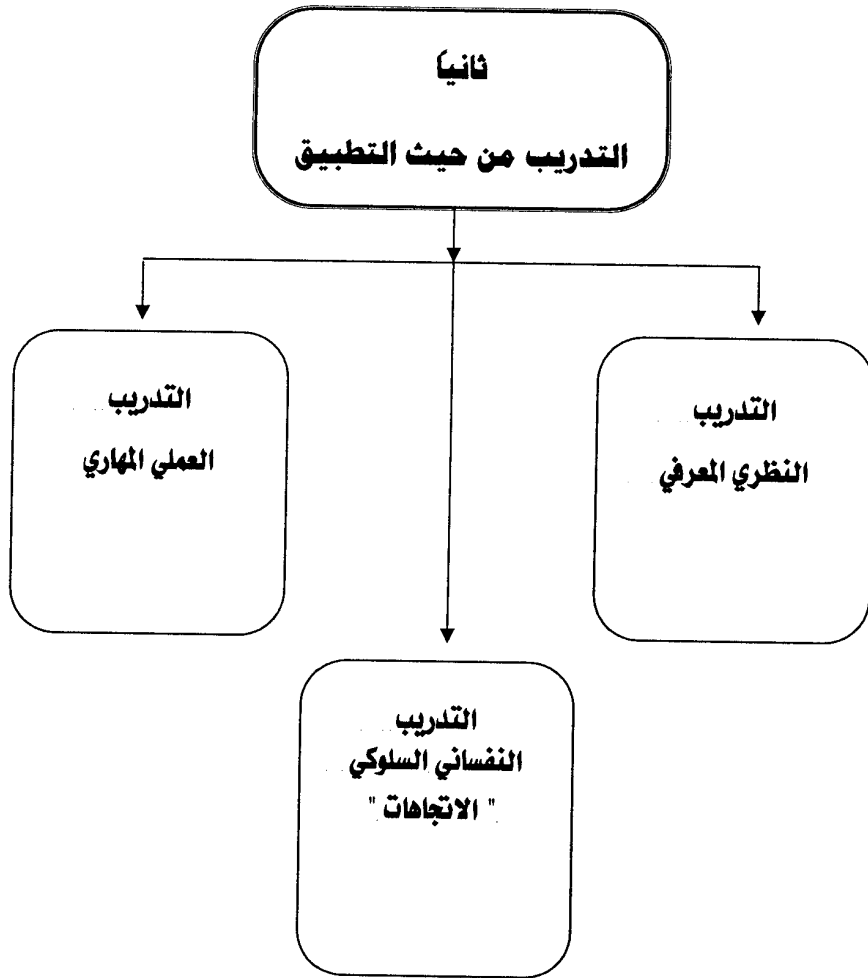 ثانياً
التدريب من حيث التطبيق
التدريب
النظري المعرفي
التدريب
العملي المهاري
التدريب
النفساني السلوكي
" الاتجاهات "